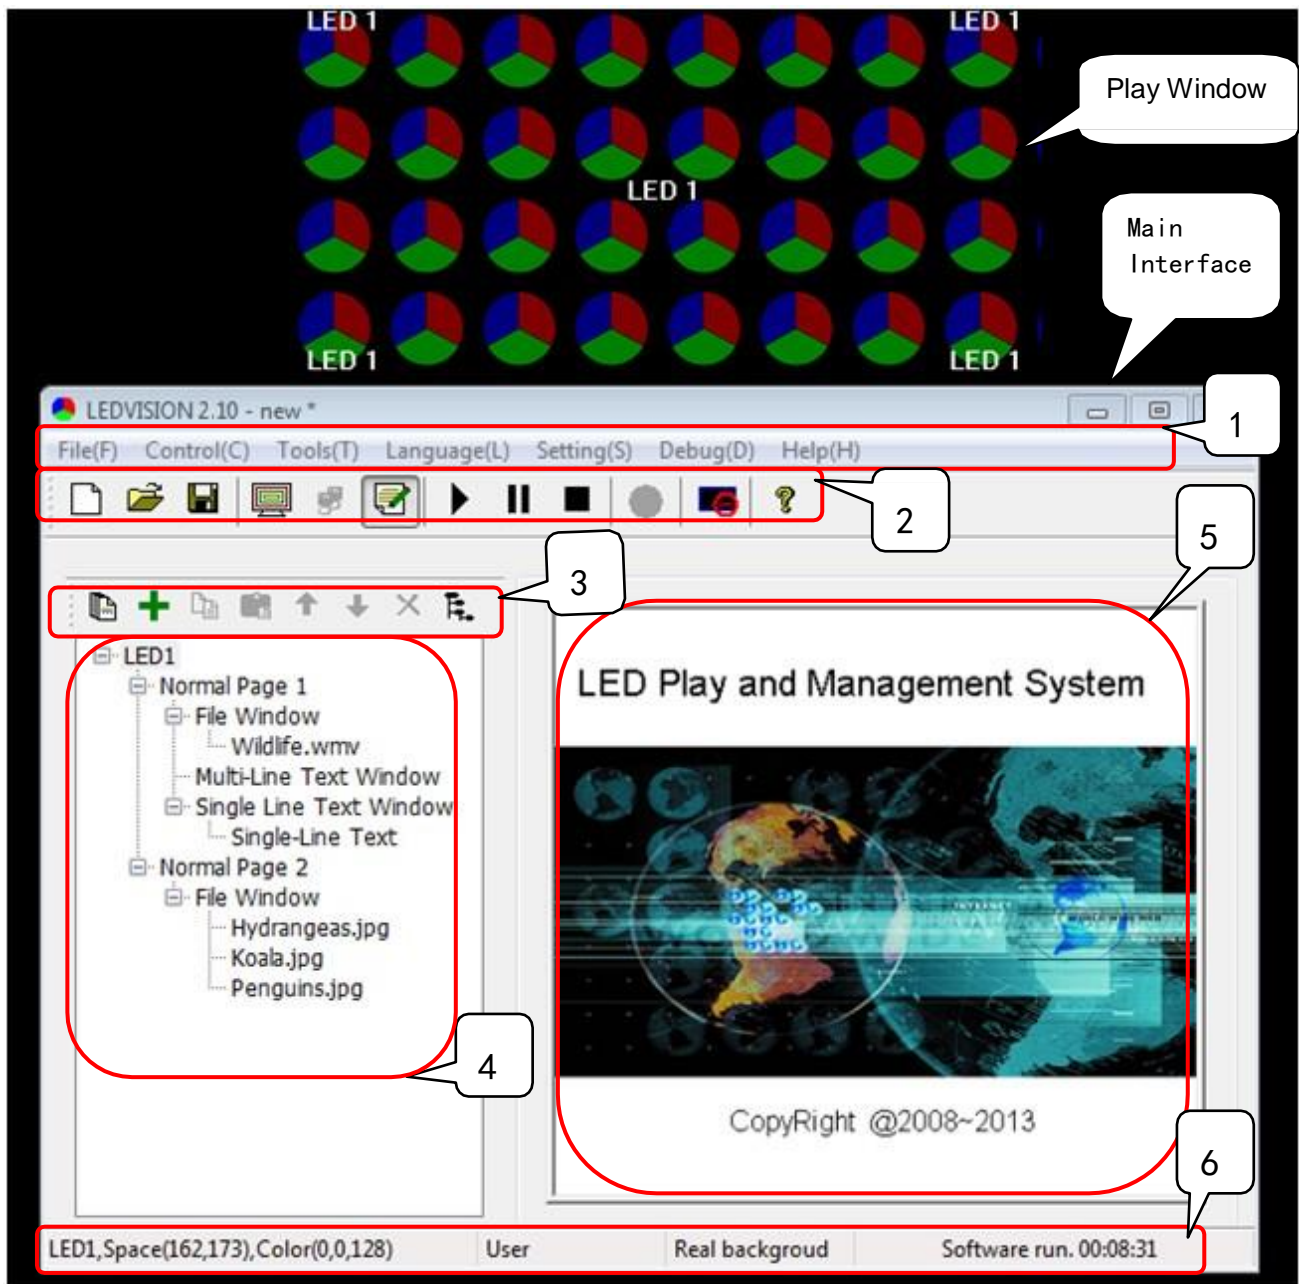 LED 1
LED 1
Play Window
LED 1
Main
Interface
LED 1
LED 1
LEDVISION 2.10 - new *
1
File(F) Control(C) Tools(T) Language(L) Setting(S) Debug(D) Help(H)
2
5
3
LED1
Normal Page 1
File Window
Wildlife.wmv
Multi-Line Text Window
Single Line Text Window
Single-Line Text
Normal Page 2
File Window
Hydrangeas.jpg
Koala.jpg
Penguins.jpg
4
LED Play and Management System
INTERNET
WORLD WIDE WEB
CopyRight @2008~2013
6
LED1,Space(162,173),Color(0,0,128) User Real backgroud Software run. 00:08:31